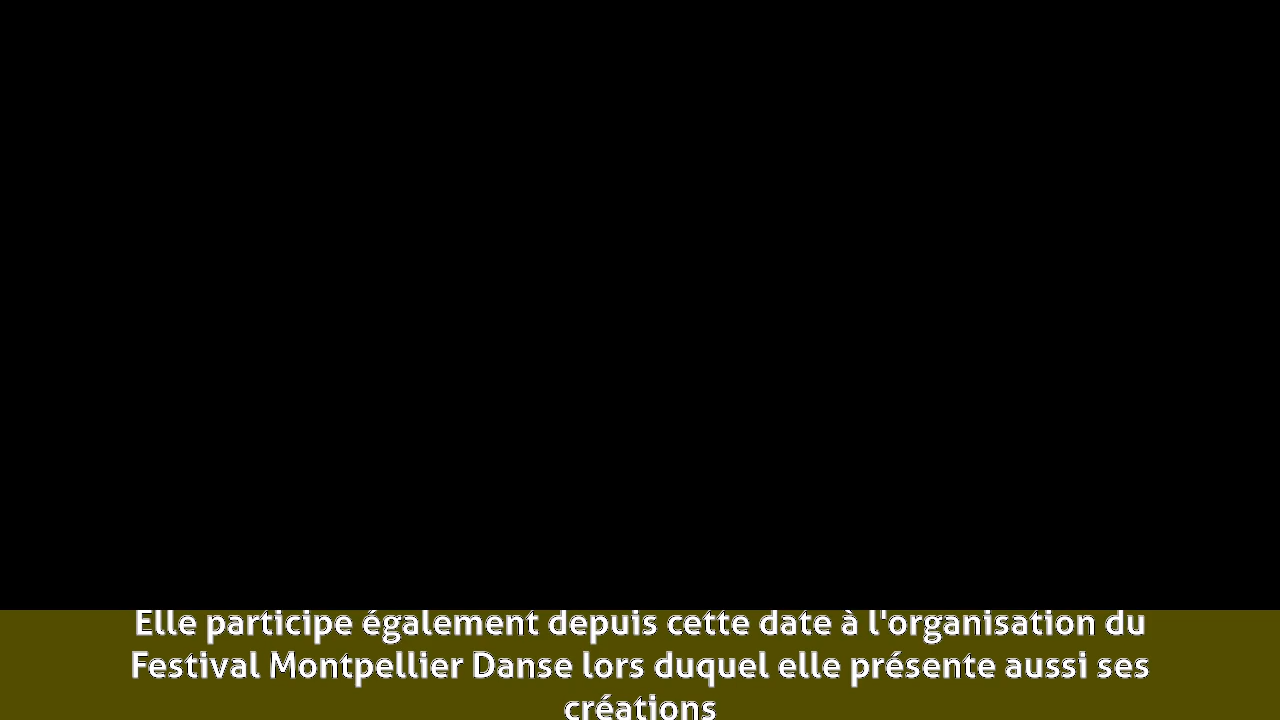 Elle participe également depuis cette date à l'organisation du
Festival Montpellier Danse lors duquel elle présente aussi ses
créations